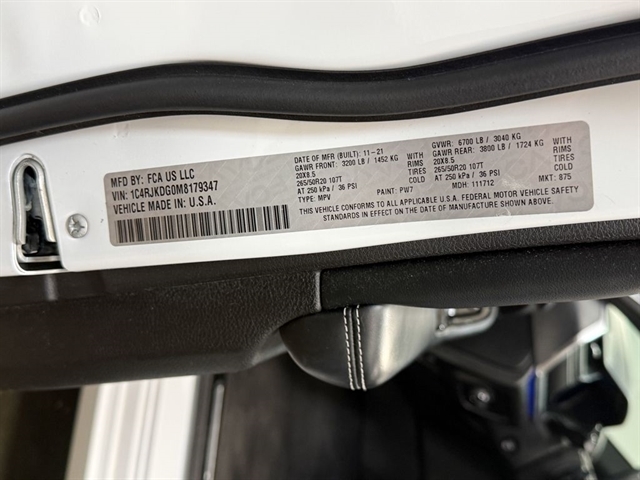 MFD BY: FCA US LLC
VIN: 1C4RJKDG0M8179347
VEHICLE MADE IN: U.S.A.
DATE OF MFR (BUILT): 11-21
GAWR FRONT: 3200 LB / 1452 KG
WITH
20X8.5
RIMS
265/50R20 107T
TIRES
AT 250 kPa / 36 PSI
COLD
TYPE: MPV
PAINT: PW7
GVWR: 6700 LB / 3040 KG
GAWR REAR: 3800 LB / 1724 KG
WITH
20X8.5
RIMS
265/50R20 107T
TIRES
AT 250 kPa / 36 PSI
COLD
MDH: 111712
MKT: 875
THIS VEHICLE CONFORMS TO ALL APPLICABLE U.S.A. FEDERAL MOTOR VEHICLE SAFETY
STANDARDS IN EFFECT ON THE DATE OF MANUFACTURE SHOWN ABOVE.